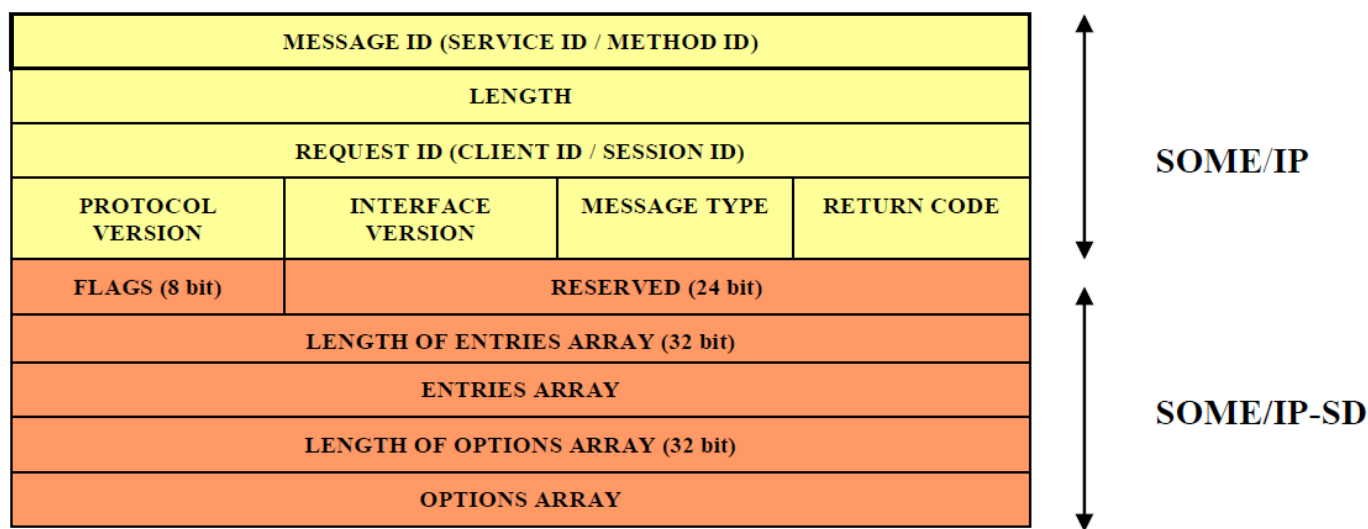 MESSAGE ID (SERVICE ID / METHOD ID)
LENGTH
REQUEST ID (CLIENT ID / SESSION ID)
SOME/IP
PROTOCOL
VERSION
INTERFACE
VERSION
MESSAGE TYPE
RETURN CODE
FLAGS (8 bit)
RESERVED (24 bit)
LENGTH OF ENTRIES ARRAY (32 bit)
ENTRIES ARRAY
SOME/IP-SD
LENGTH OF OPTIONS ARRAY (32 bit)
OPTIONS ARRAY